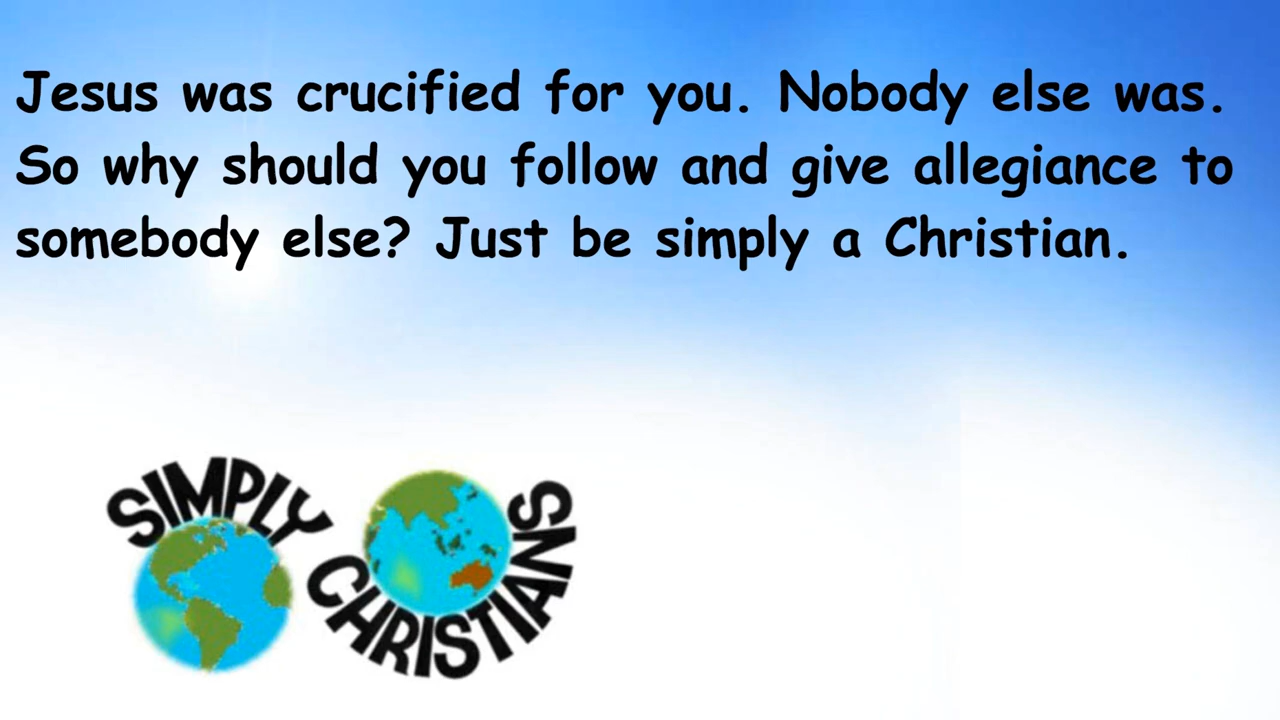 Jesus was crucified for you. Nobody else was.
So why should you follow and give allegiance to
somebody else? Just be simply a Christian.
SIMPLY
CHRISTIANS